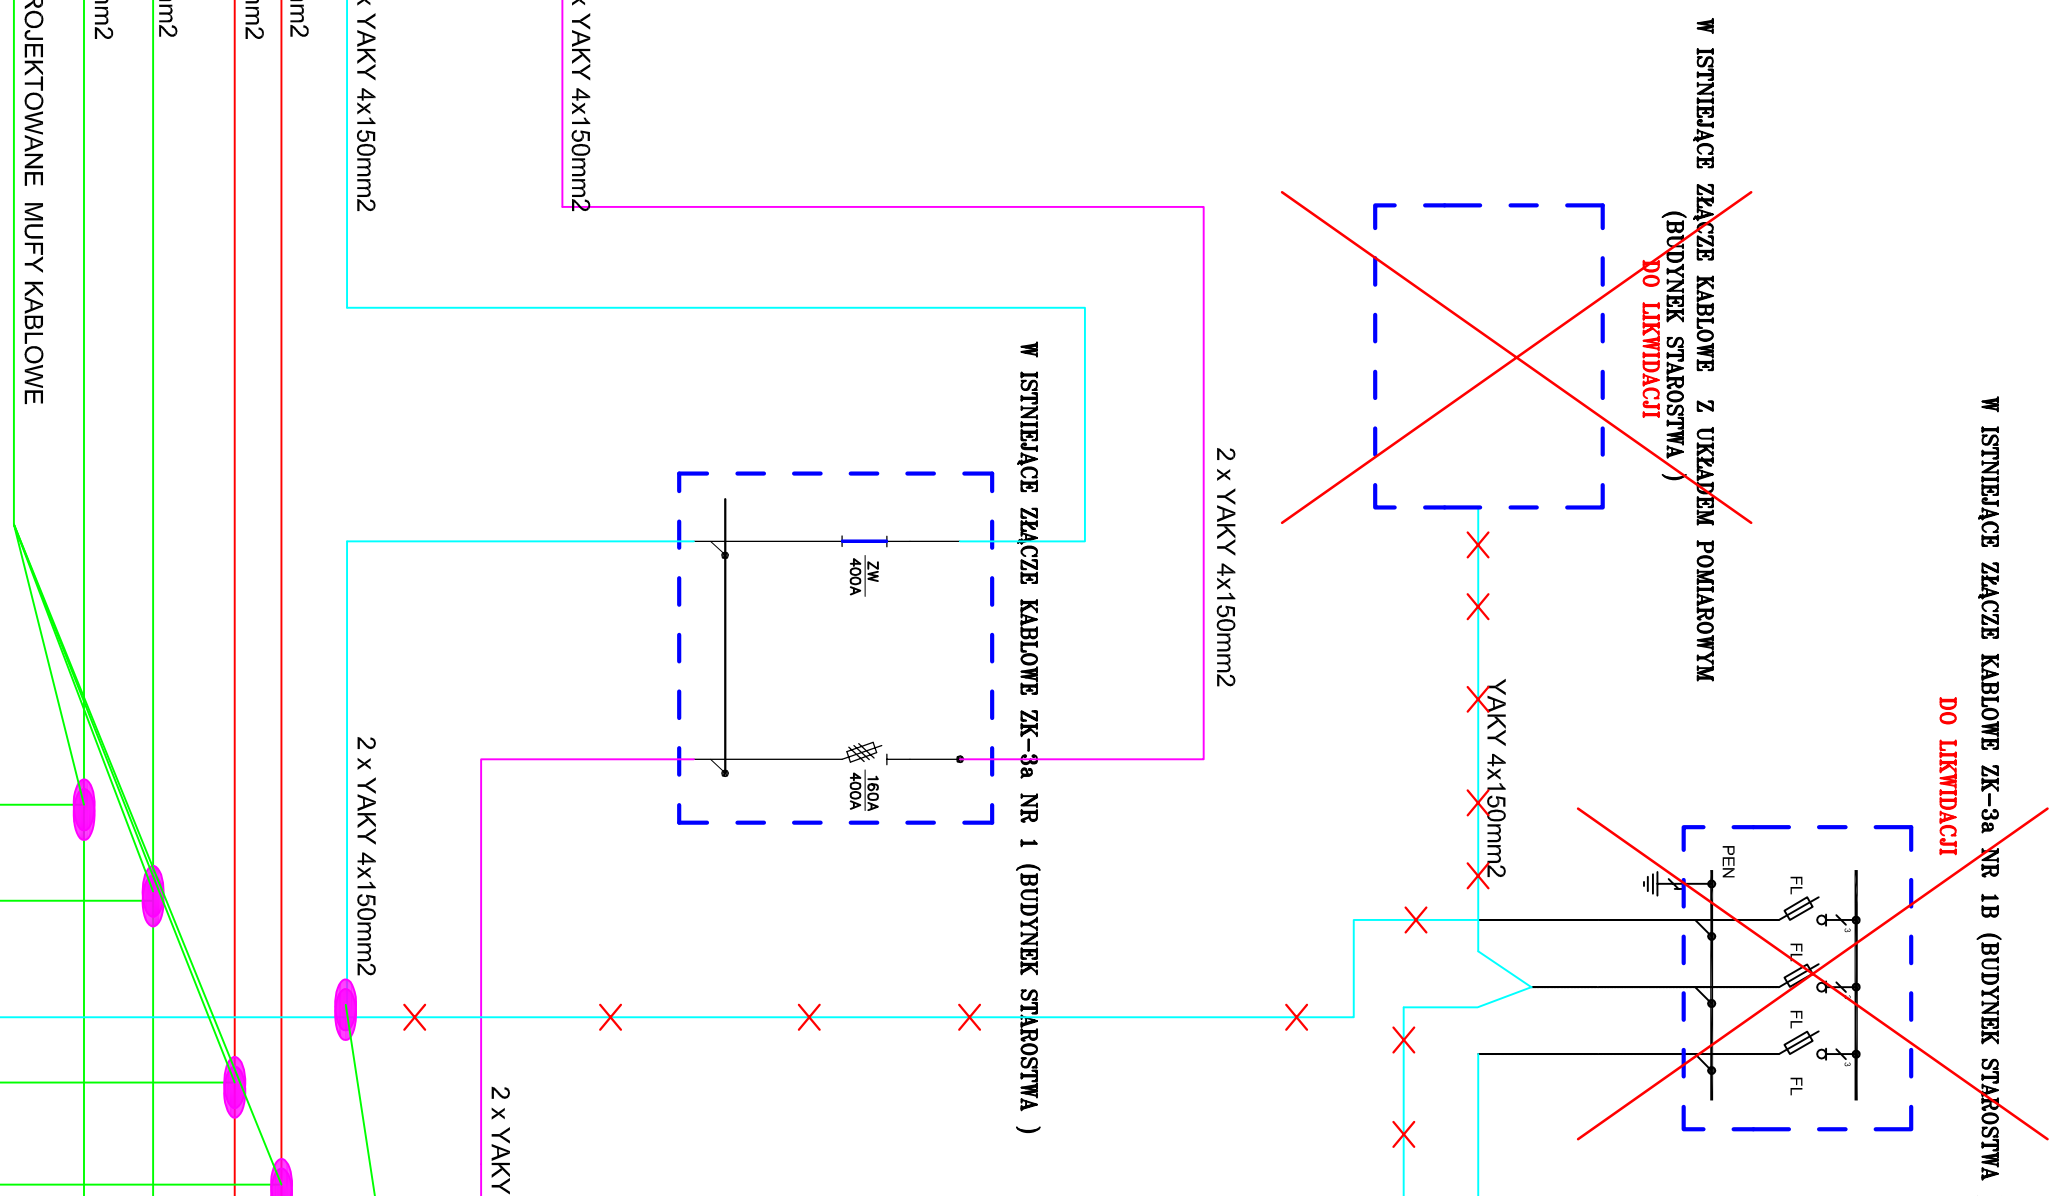 W ISTNIEJĄCE ZŁĄCZE KABLOWE ZK-3a NR 1B (BUDYNEK STAROSTWA
DO LIKWIDACJI
W ISTNIEJĄCE ZŁĄCZE KABLOWE Z UKŁADEM POMIAROWYM
(BUDYNEK STAROSTWA )
DO LIKWIDACJI
FL
FL
FL
FL
3
3
PEN
YAKY 4x150mm2
2 x YAKY 4x150mm2
W ISTNIEJĄCE ZŁĄCZE KABLOWE ZK-3a NR 1 (BUDYNEK STAROSTWA )
ZW
400A
160A
400A
x YAKY 4x150mm2
2 x YAKY
x YAKY 4x150mm2
2 x YAKY 4x150mm2
mm2
mm2
mm2
mm2
ROJEKTOWANE MUFY KABLOWE